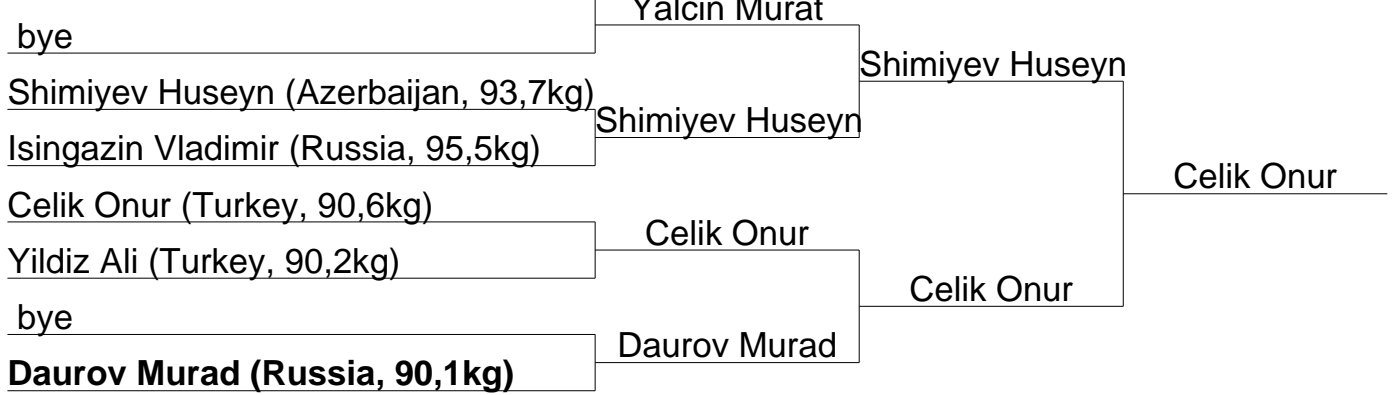 Yalcin Murat
bye
Shimiyev Huseyn
Shimiyev Huseyn (Azerbaijan, 93,7kg)
Shimiyev Huseyn
Isingazin Vladimir (Russia, 95,5kg)
Celik Onur
Celik Onur (Turkey, 90,6kg)
Celik Onur
Yildiz Ali (Turkey, 90,2kg)
Celik Onur
bye
Daurov Murad
Daurov Murad (Russia, 90,1kg)